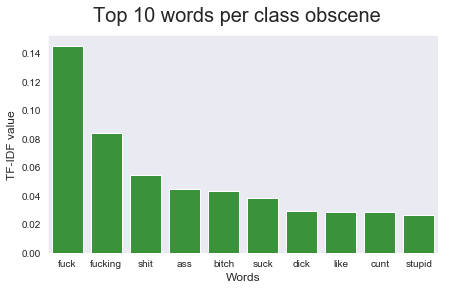 Top 10 words per class obscene
TF-IDF value
0.14
0.12
0.10
0.08
0.06
0.04
0.02
0.00
fuck fucking shit ass bitch suck dick like cunt stupid
Words